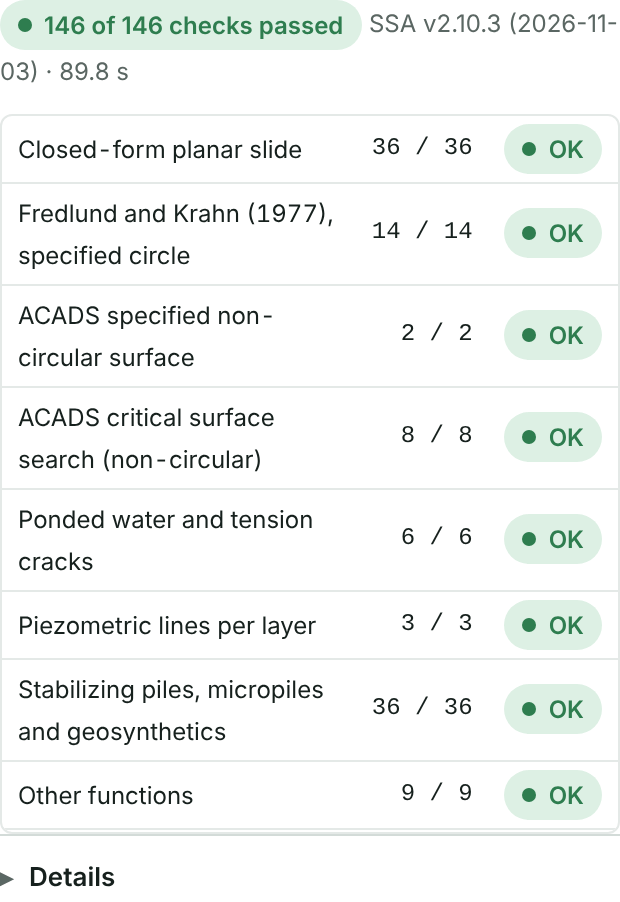 146 of 146 checks passed SSA v2.10.3 (2026-11-
03) · 89.8 s
Closed-form planar slide 36 / 36 OK
Fredlund and Krahn (1977),
specified circle 14 / 14 OK
ACADS specified non-
circular surface 2 / 2 OK
ACADS critical surface
search (non-circular) 8 / 8 OK
Ponded water and tension
cracks 6 / 6 OK
Piezometric lines per layer 3 / 3 OK
Stabilizing piles, micropiles
and geosynthetics 36 / 36 OK
Other functions 9 / 9 OK
Details